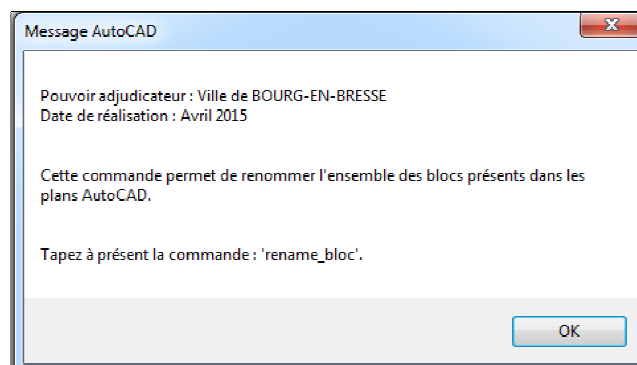 Message AutoCAD
Pouvoir adjudicateur : Ville de BOURG-EN-BRESSE
Date de réalisation : Avril 2015
Cette commande permet de renommer l'ensemble des blocs présents dans les
plans AutoCAD.
Tapez à présent la commande : 'rename_bloc'.
OK